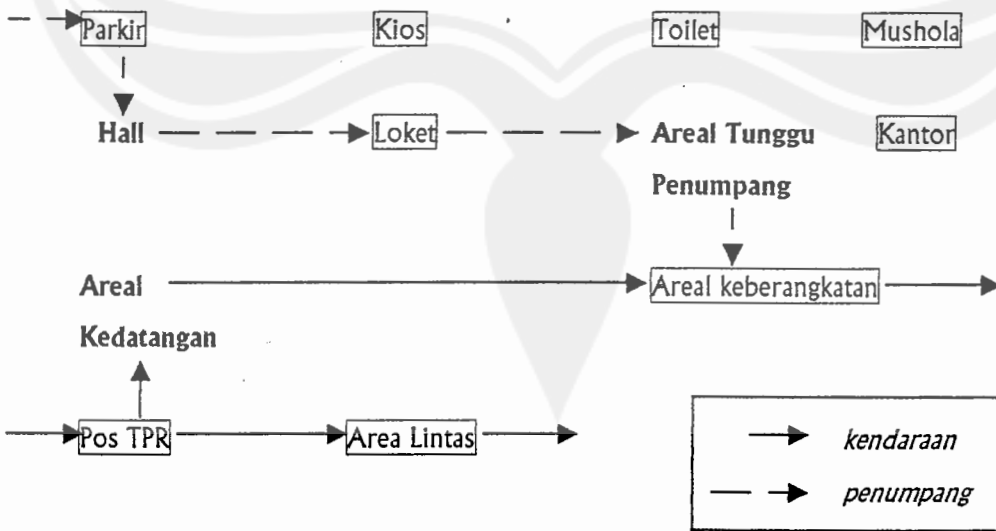 Parkir Kios Toilet Mushola
Hall Loket Areal Tunggu Kantor
Penumpang
Areal Areal keberangkatan
Kedatangan
Pos TPR Area Lintas
kendaraan
penumpang